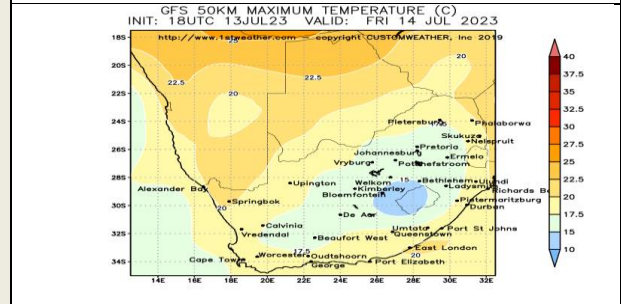 GFS 50KM MAXIMUM TEMPERATURE (C)
INIT: 18UTC 13JUL23 VALID: FRI 14 JUL 2023
http://www.1stweather.com — copyright CUSTOMWEATHER, Inc 2019
18S
20S
22S
24S
26S
28S
30S
32S
34S
22.5
25
22.5
20
20
Pietersburg
Phalaborwa
Skukuza
Nelspruit
Pretoria
Johannesburg
Ermelo
Vryburg
Potchefstroom
Welkom
15
Bethlehem
Ulundi
Alexander Bay
Upington
Kimberley
Ladysmith
Richards B
Bloemfontein
Springbok
20
Pietermaritzburg
Durban
De Aar
Calvinia
Vredendal
Umtata
Port St Johns
Beaufort West
Queenstown
East London
17.5
20
Cape Town
Worcester
Oudtshoorn
George
Port Elizabeth
14E 16E 18E 20E 22E 24E 26E 28E 30E 32E
40
37.5
35
32.5
30
27.5
25
22.5
20
17.5
15
10